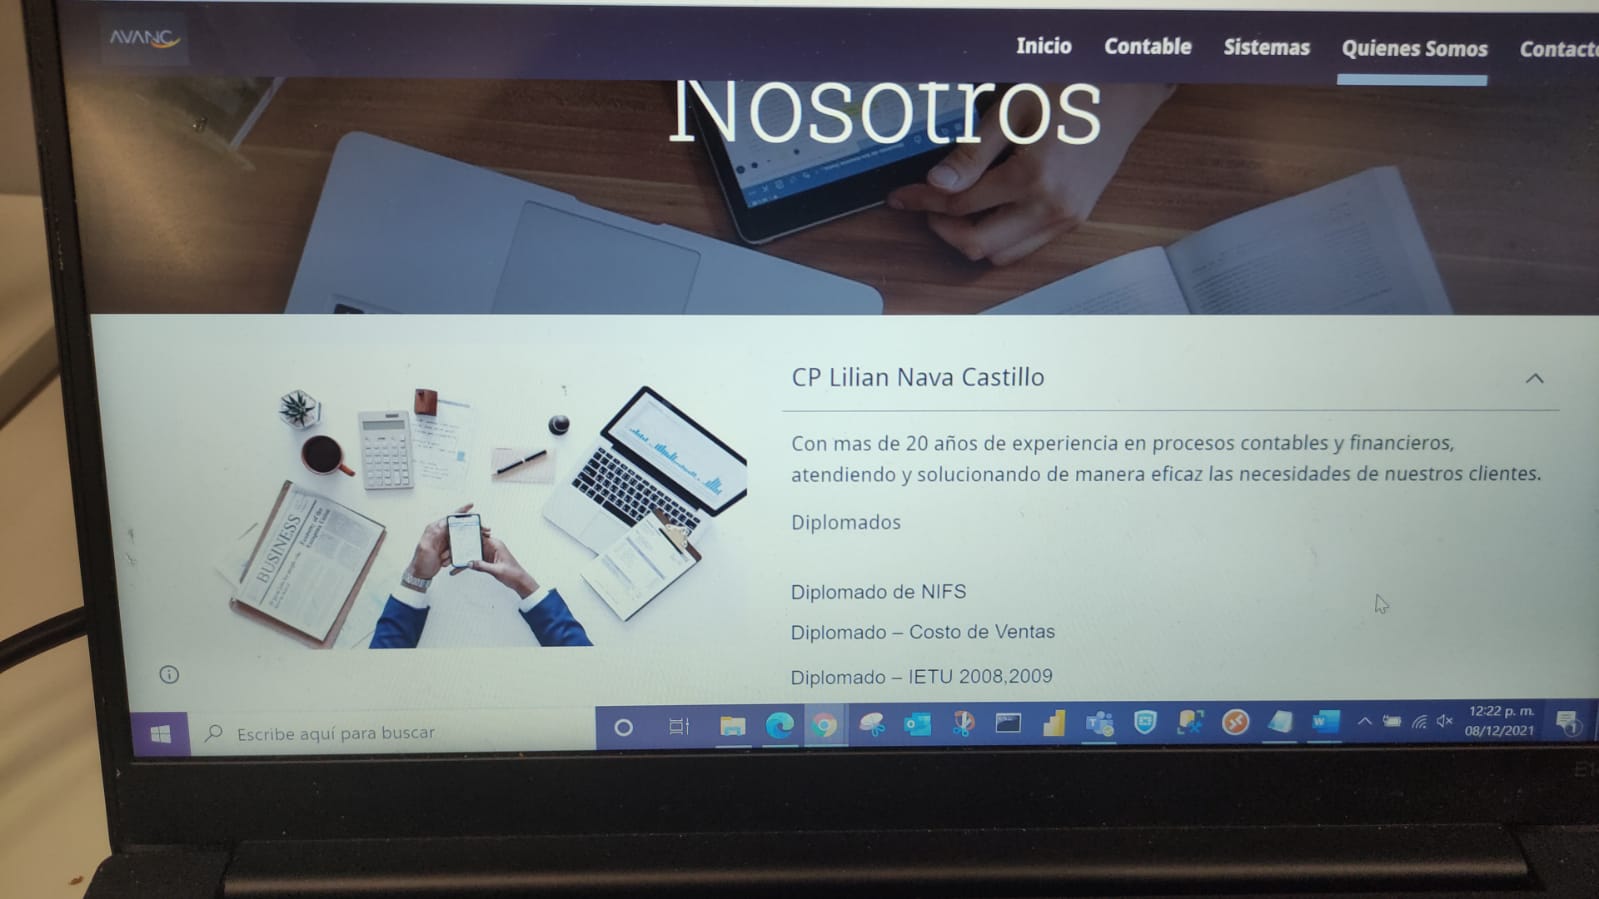 AVANC
Inicio Contable Sistemas Quienes Somos Contacto
Nosotros
CP Lilian Nava Castillo
Con mas de 20 años de experiencia en procesos contables y financieros,
atendiendo y solucionando de manera eficaz las necesidades de nuestros clientes.
Diplomados
BUSINESS
Diplomado de NIFS
Diplomado – Costo de Ventas
Diplomado – IETU 2008,2009
Escribe aquí para buscar
12:22 p. m.
08/12/2021